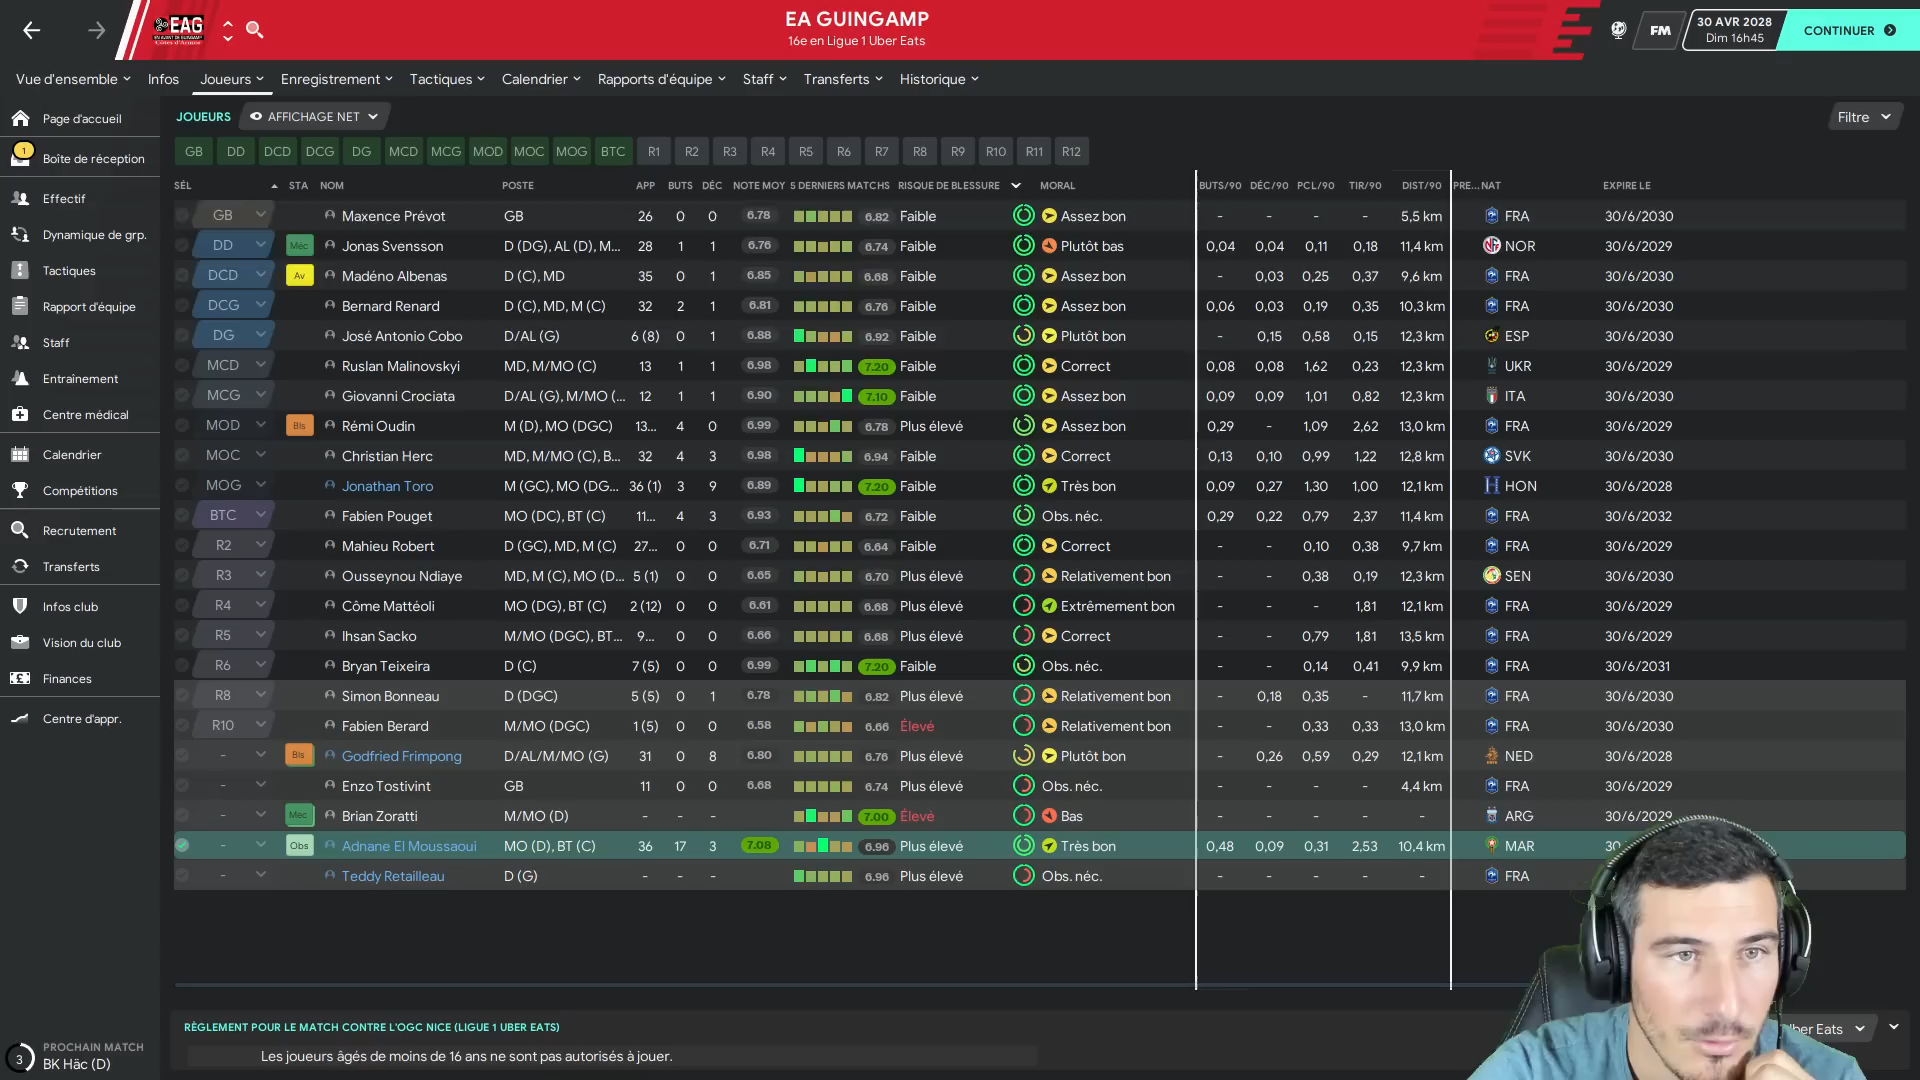 EAG
EA GUINGAMP
16e en Ligue 1 Uber Eats
FM
30 AVR 2028
Dim 16h45
CONTINUER
Vue d'ensemble Infos Joueurs Enregistrement Tactiques Calendrier Rapports d'équipe Staff Transferts Historique
Page d'accueil
1
Boîte de réception
Effectif
Dynamique de grp.
Tactiques
Rapport d'équipe
Staff
Entraînement
Centre médical
Calendrier
Compétitions
Recrutement
Transferts
Infos club
Vision du club
Finances
Centre d'appr.
3
PROCHAIN MATCH
BK Häc (D)
JOUEURS AFFICHAGE NET Filtre
GB DD DCD DCG DG MCD MCG MOD MOC MOG BTC R1 R2 R3 R4 R5 R6 R7 R8 R9 R10 R11 R12
SÉL STA NOM POSTE APP BUTS DÉC NOTE MOY 5 DERNIERS MATCHS RISQUE DE BLESSURE MORAL BUTS/90 DÉC/90 PCL/90 TIR/90 DIST/90 PRE... NAT EXPIRE LE
GB Maxence Prévot GB 26 0 0 6.78 6.82 Faible Assez bon - - - - 5,5 km FRA 30/6/2030
DD Mec Jonas Svensson D (DG), AL (D), M... 28 1 1 6.76 6.74 Faible Plutôt bas 0,04 0,04 0,11 0,18 11,4 km NOR 30/6/2029
DCD Av Madéno Albenas D (C), MD 35 0 1 6.85 6.68 Faible Assez bon - 0,03 0,25 0,37 9,6 km FRA 30/6/2030
DCG Bernard Renard D (C), MD, M (C) 32 2 1 6.81 6.76 Faible Assez bon 0,06 0,03 0,19 0,35 10,3 km FRA 30/6/2030
DG José Antonio Cobo D/AL (G) 6 (8) 0 1 6.88 6.92 Faible Plutôt bon - 0,15 0,58 0,15 12,3 km ESP 30/6/2029
MCD Ruslan Malinovskyi MD, M/MO (C) 13 1 1 6.98 7.20 Faible Correct 0,08 0,08 1,62 0,23 12,3 km UKR 30/6/2029
MCG Giovanni Crociata D/AL (G), M/MO (... 12 1 1 6.90 7.10 Faible Assez bon 0,09 0,09 1,01 0,82 12,3 km ITA 30/6/2029
MOD Bls Rémi Oudin M (D), MO (DGC) 13... 4 0 6.99 6.78 Plus élevé Assez bon 0,29 - 1,09 2,62 13,0 km FRA 30/6/2029
MOC Christian Herc MD, M/MO (C), B... 32 4 3 6.98 6.94 Faible Correct 0,13 0,10 0,99 1,22 12,8 km SVK 30/6/2030
MOG Jonathan Toro M (GC), MO (DG... 36 (1) 3 9 6.89 7.20 Faible Très bon 0,09 0,27 1,30 1,00 12,1 km HON 30/6/2028
BTC Fabien Pouget MO (DC), BT (C) 11... 4 3 6.93 6.72 Faible Obs. néc. 0,29 0,22 0,79 2,37 11,4 km FRA 30/6/2032
R2 Mahieu Robert D (GC), MD, M (C) 27... 0 0 6.71 6.64 Faible Correct - - 0,10 0,38 9,7 km FRA 30/6/2029
R3 Ousseynou Ndiaye MD, M (C), MO (D... 5 (1) 0 0 6.65 6.70 Plus élevé Relativement bon - - 0,38 0,19 12,3 km SEN 30/6/2030
R4 Côme Mattéoli MO (DG), BT (C) 2 (12) 0 0 6.61 6.68 Plus élevé Extrêmement bon - - - 1,81 12,1 km FRA 30/6/2029
R5 Ihsan Sacko M/MO (DGC), BT... 9... 0 0 6.66 6.68 Plus élevé Correct - - 0,79 1,81 13,5 km FRA 30/6/2029
R6 Bryan Teixeira D (C) 7 (5) 0 0 6.99 7.20 Faible Obs. néc. - - 0,14 0,41 9,9 km FRA 30/6/2031
R8 Simon Bonneau D (DGC) 5 (5) 0 1 6.78 6.82 Plus élevé Relativement bon - 0,18 0,35 - 11,7 km FRA 30/6/2030
R10 Fabien Berard M/MO (DGC) 1 (5) 0 0 6.58 6.66 Élevé Relativement bon - - 0,33 0,33 13,0 km FRA 30/6/2030
- Bls Godfried Frimpong D/AL/M/MO (G) 31 0 8 6.80 6.76 Plus élevé Plutôt bon - 0,26 0,59 0,29 12,1 km NED 30/6/2028
- Enzo Tostivint GB 11 0 0 6.68 6.74 Plus élevé Obs. néc. - - - - 4,4 km FRA 30/6/2029
- Mec Brian Zoratti M/MO (D) - - - 7.00 Élevé Bas - - - - - ARG 30/6/2029
- Obs Adnane El Moussaoui MO (D), BT (C) 36 17 3 7.08 6.96 Plus élevé Très bon 0,48 0,09 0,31 2,53 10,4 km MAR
- Teddy Retailleau D (G) - - - 6.96 Plus élevé Obs. néc. - - - - - FRA
RÈGLEMENT POUR LE MATCH CONTRE L'OGC NICE (LIGUE 1 UBER EATS)
Les joueurs âgés de moins de 16 ans ne sont pas autorisés à jouer.
Uber Eats